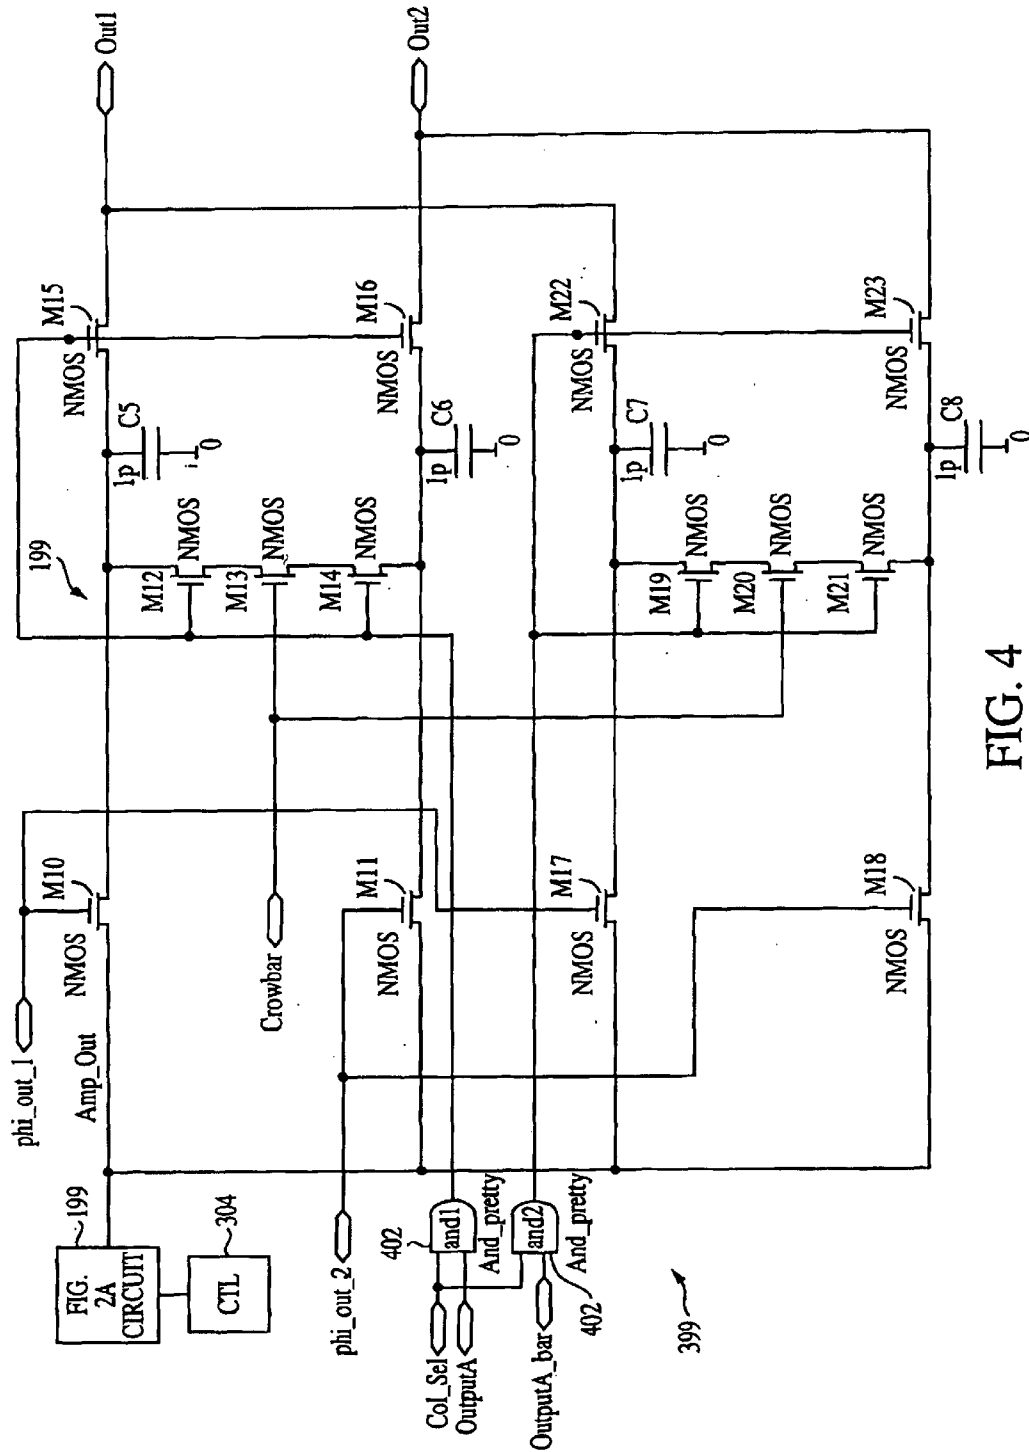 Out1
Out2
M15
NMOS
M16
NMOS
M22
NMOS
M23
NMOS
C5
1p
0
C6
1p
0
C7
1p
0
C8
1p
0
199
M12
NMOS
M13
NMOS
M14
NMOS
M19
NMOS
M20
NMOS
M21
NMOS
phi_out_1
M10
NMOS
Crowbar
M11
NMOS
M17
NMOS
M18
NMOS
Amp_Out
FIG.
2A
CIRCUIT
199
CTL
304
phi_out_2
402
and1
And_pretty
Col_Sel
OutputA
and2
And_pretty
402
OutputA_bar
399
FIG. 4